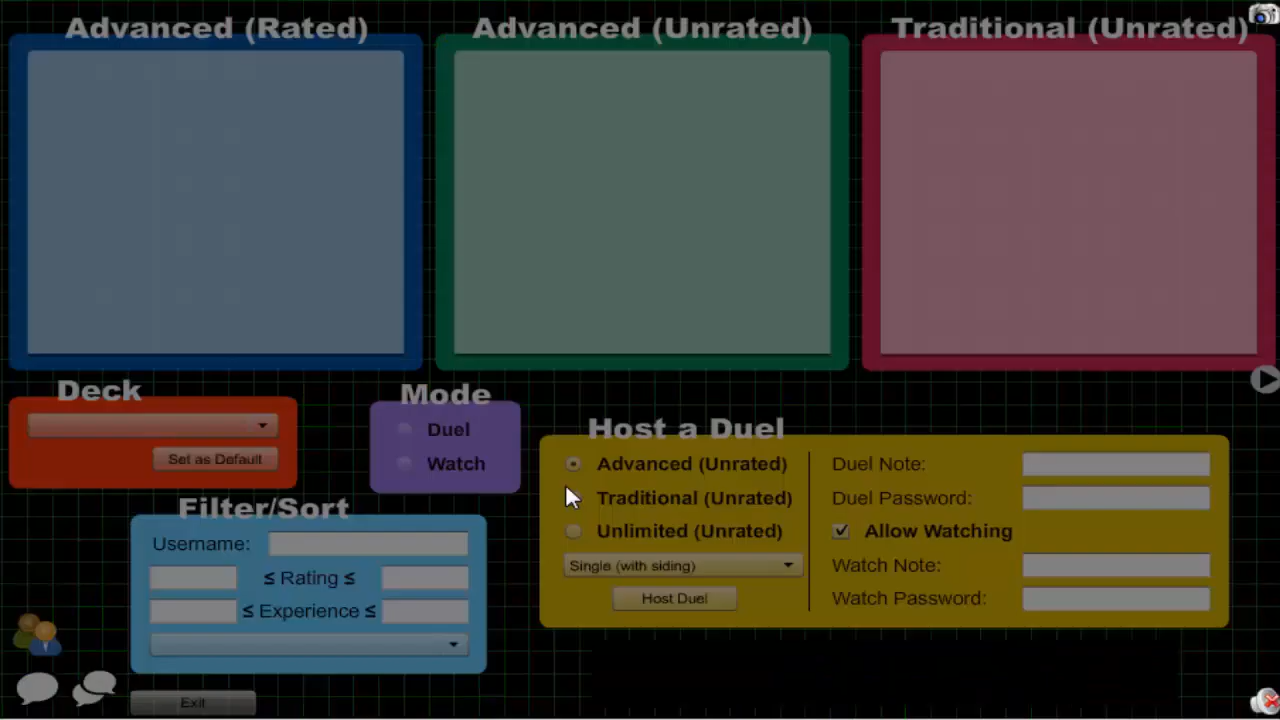 Advanced (Rated)
Advanced (Unrated)
Traditional (Unrated)
Deck
Set as Default
Mode
Duel
Watch
Host a Duel
Advanced (Unrated)
Traditional (Unrated)
Unlimited (Unrated)
Single (with siding)
Host Duel
Duel Note:
Duel Password:
Allow Watching
Watch Note:
Watch Password:
Filter/Sort
Username:
≤ Rating ≤
≤ Experience ≤
Exit